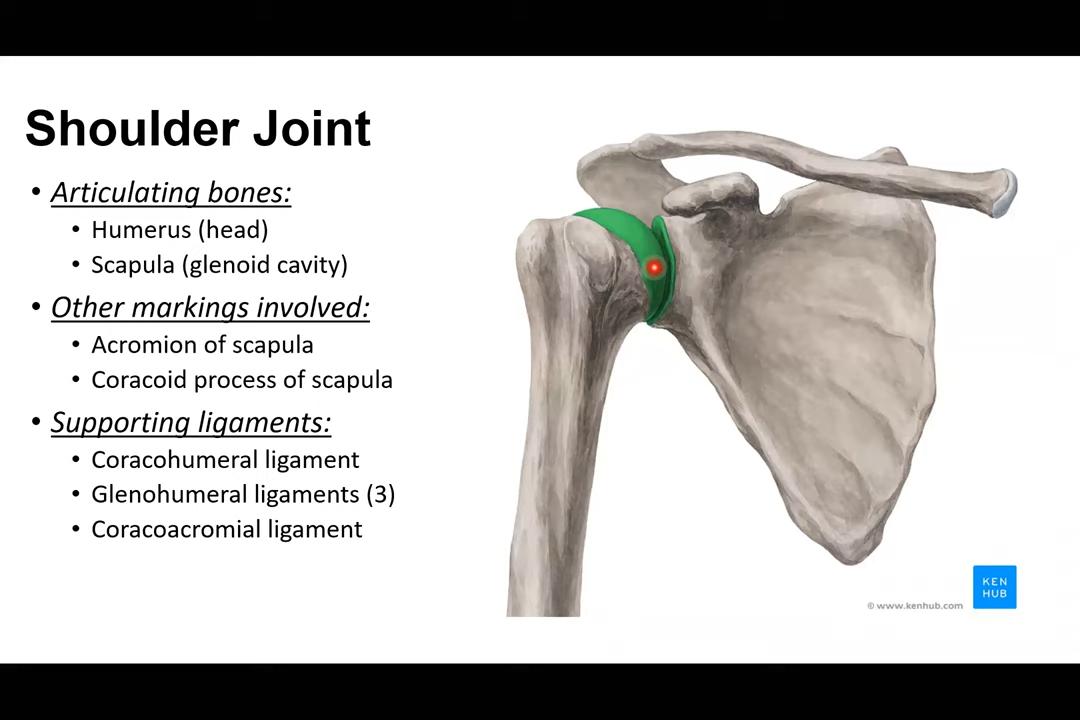 Shoulder Joint
• Articulating bones:
• Humerus (head)
• Scapula (glenoid cavity)
• Other markings involved:
• Acromion of scapula
• Coracoid process of scapula
• Supporting ligaments:
• Coracohumeral ligament
• Glenohumeral ligaments (3)
• Coracoacromial ligament
KEN
HUB
© www.kenhub.com